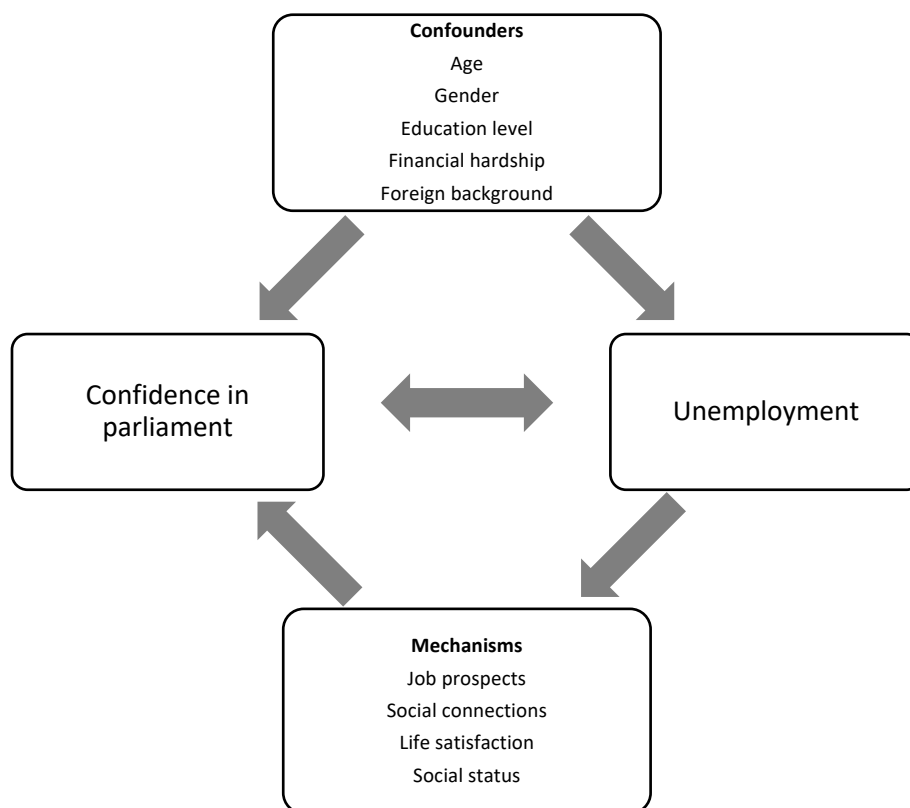 Confounders
Age
Gender
Education level
Financial hardship
Foreign background
Confidence in
parliament
Unemployment
Mechanisms
Job prospects
Social connections
Life satisfaction
Social status